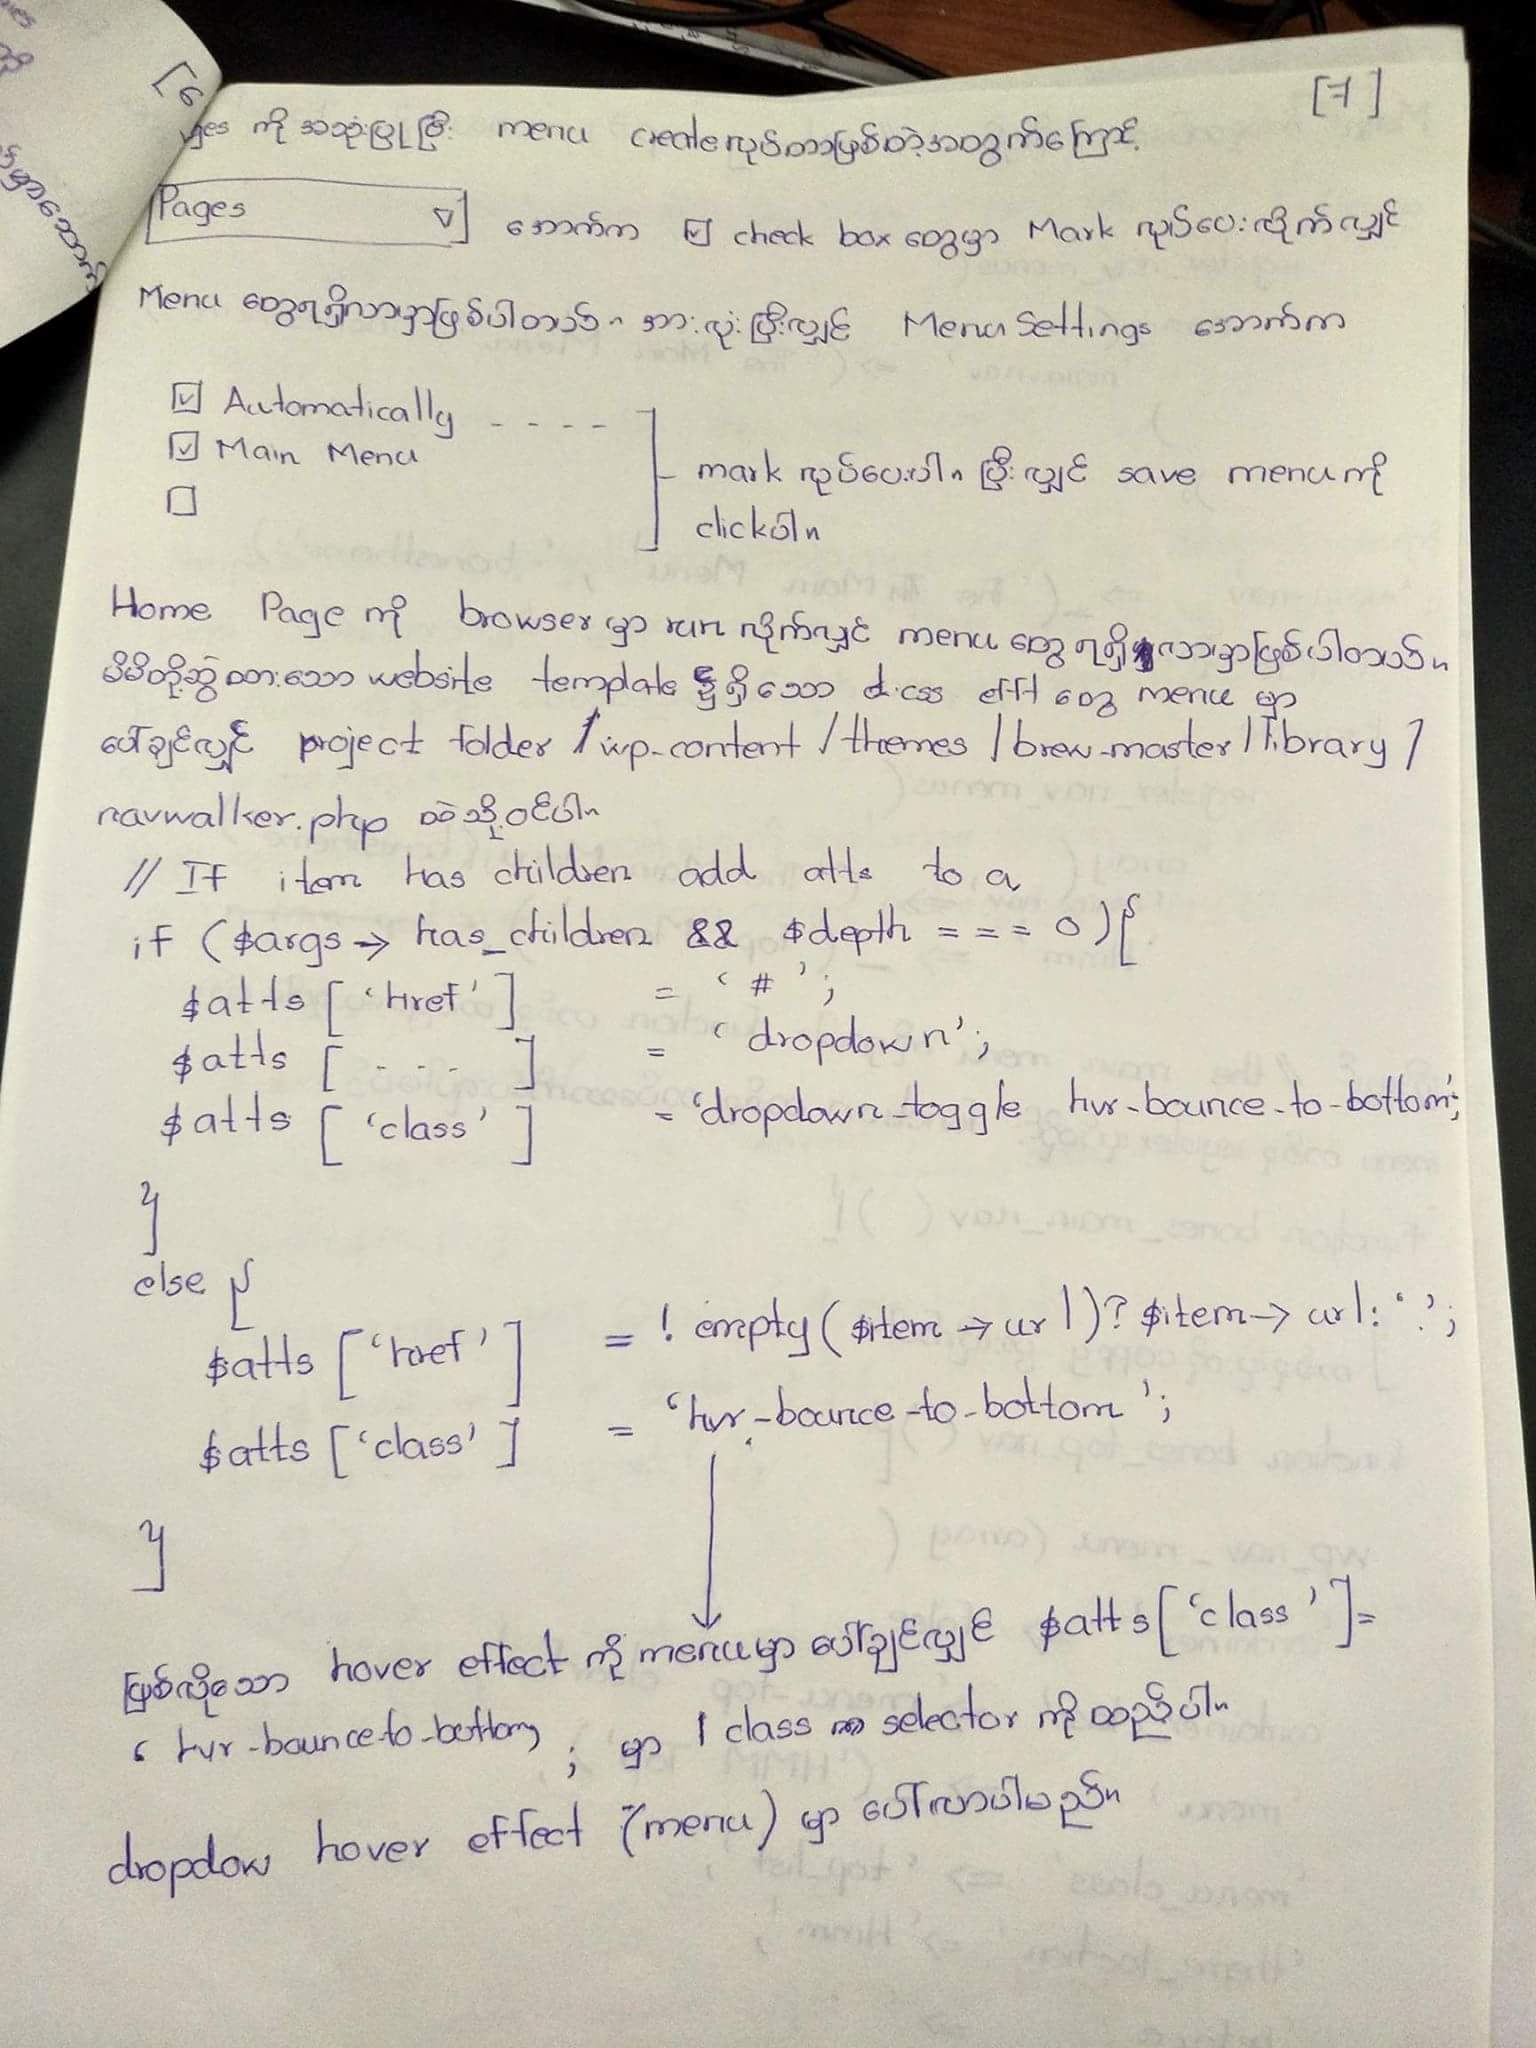 [7]
ges ကို အသုံးပြုပြီး menu create လုပ်တာဖြစ်တဲ့အတွက်ကြောင့်
Pages အောက်က ☑ check box တွေမှာ Mark လုပ်ပေးလိုက်လျှင်
Menu တွေရရှိလာမှာဖြစ်ပါတယ်။ အားလုံးပြီးလျှင် Menu Settings အောက်က
☑ Automatically - - - -
☑ Main Menu
☐
mark လုပ်ပေးပါ။ ပြီးလျှင် save menu ကို
click ပါ။
Home Page ကို browser မှာ run လိုက်လျှင် menu တွေ ရရှိလာမှာဖြစ်ပါတယ်။
မိမိတို့ဆွဲထားသော website template ၌ရှိသော css eff တွေ menu မှာ
ပေါ်ချင်လျှင် project folder /wp-content /themes /brew-master/library/
navwalker.php ထဲသို့ဝင်ပါ။
// If item has children add atts to a
if ($args-> has_children && $depth === 0){
$atts ['href'] = '#';
$atts [ - - - ] = 'dropdown';
$atts ['class'] = 'dropdown-toggle hvr-bounce-to-bottom';
}
else {
$atts ['href'] = ! empty($item->url)? $item->url: '.';
$atts ['class'] = 'hvr-bounce-to-bottom';
}
ဖြစ်လိုသော hover effect ကို menu မှာ ပေါ်ချင်လျှင် $atts['class']=
' hvr-bounce-to-bottom ; မှာ class selector ကို ထည့်ပါ။
dropdow hover effect (menu) မှာ ပေါ်လာပါမည်။
[6